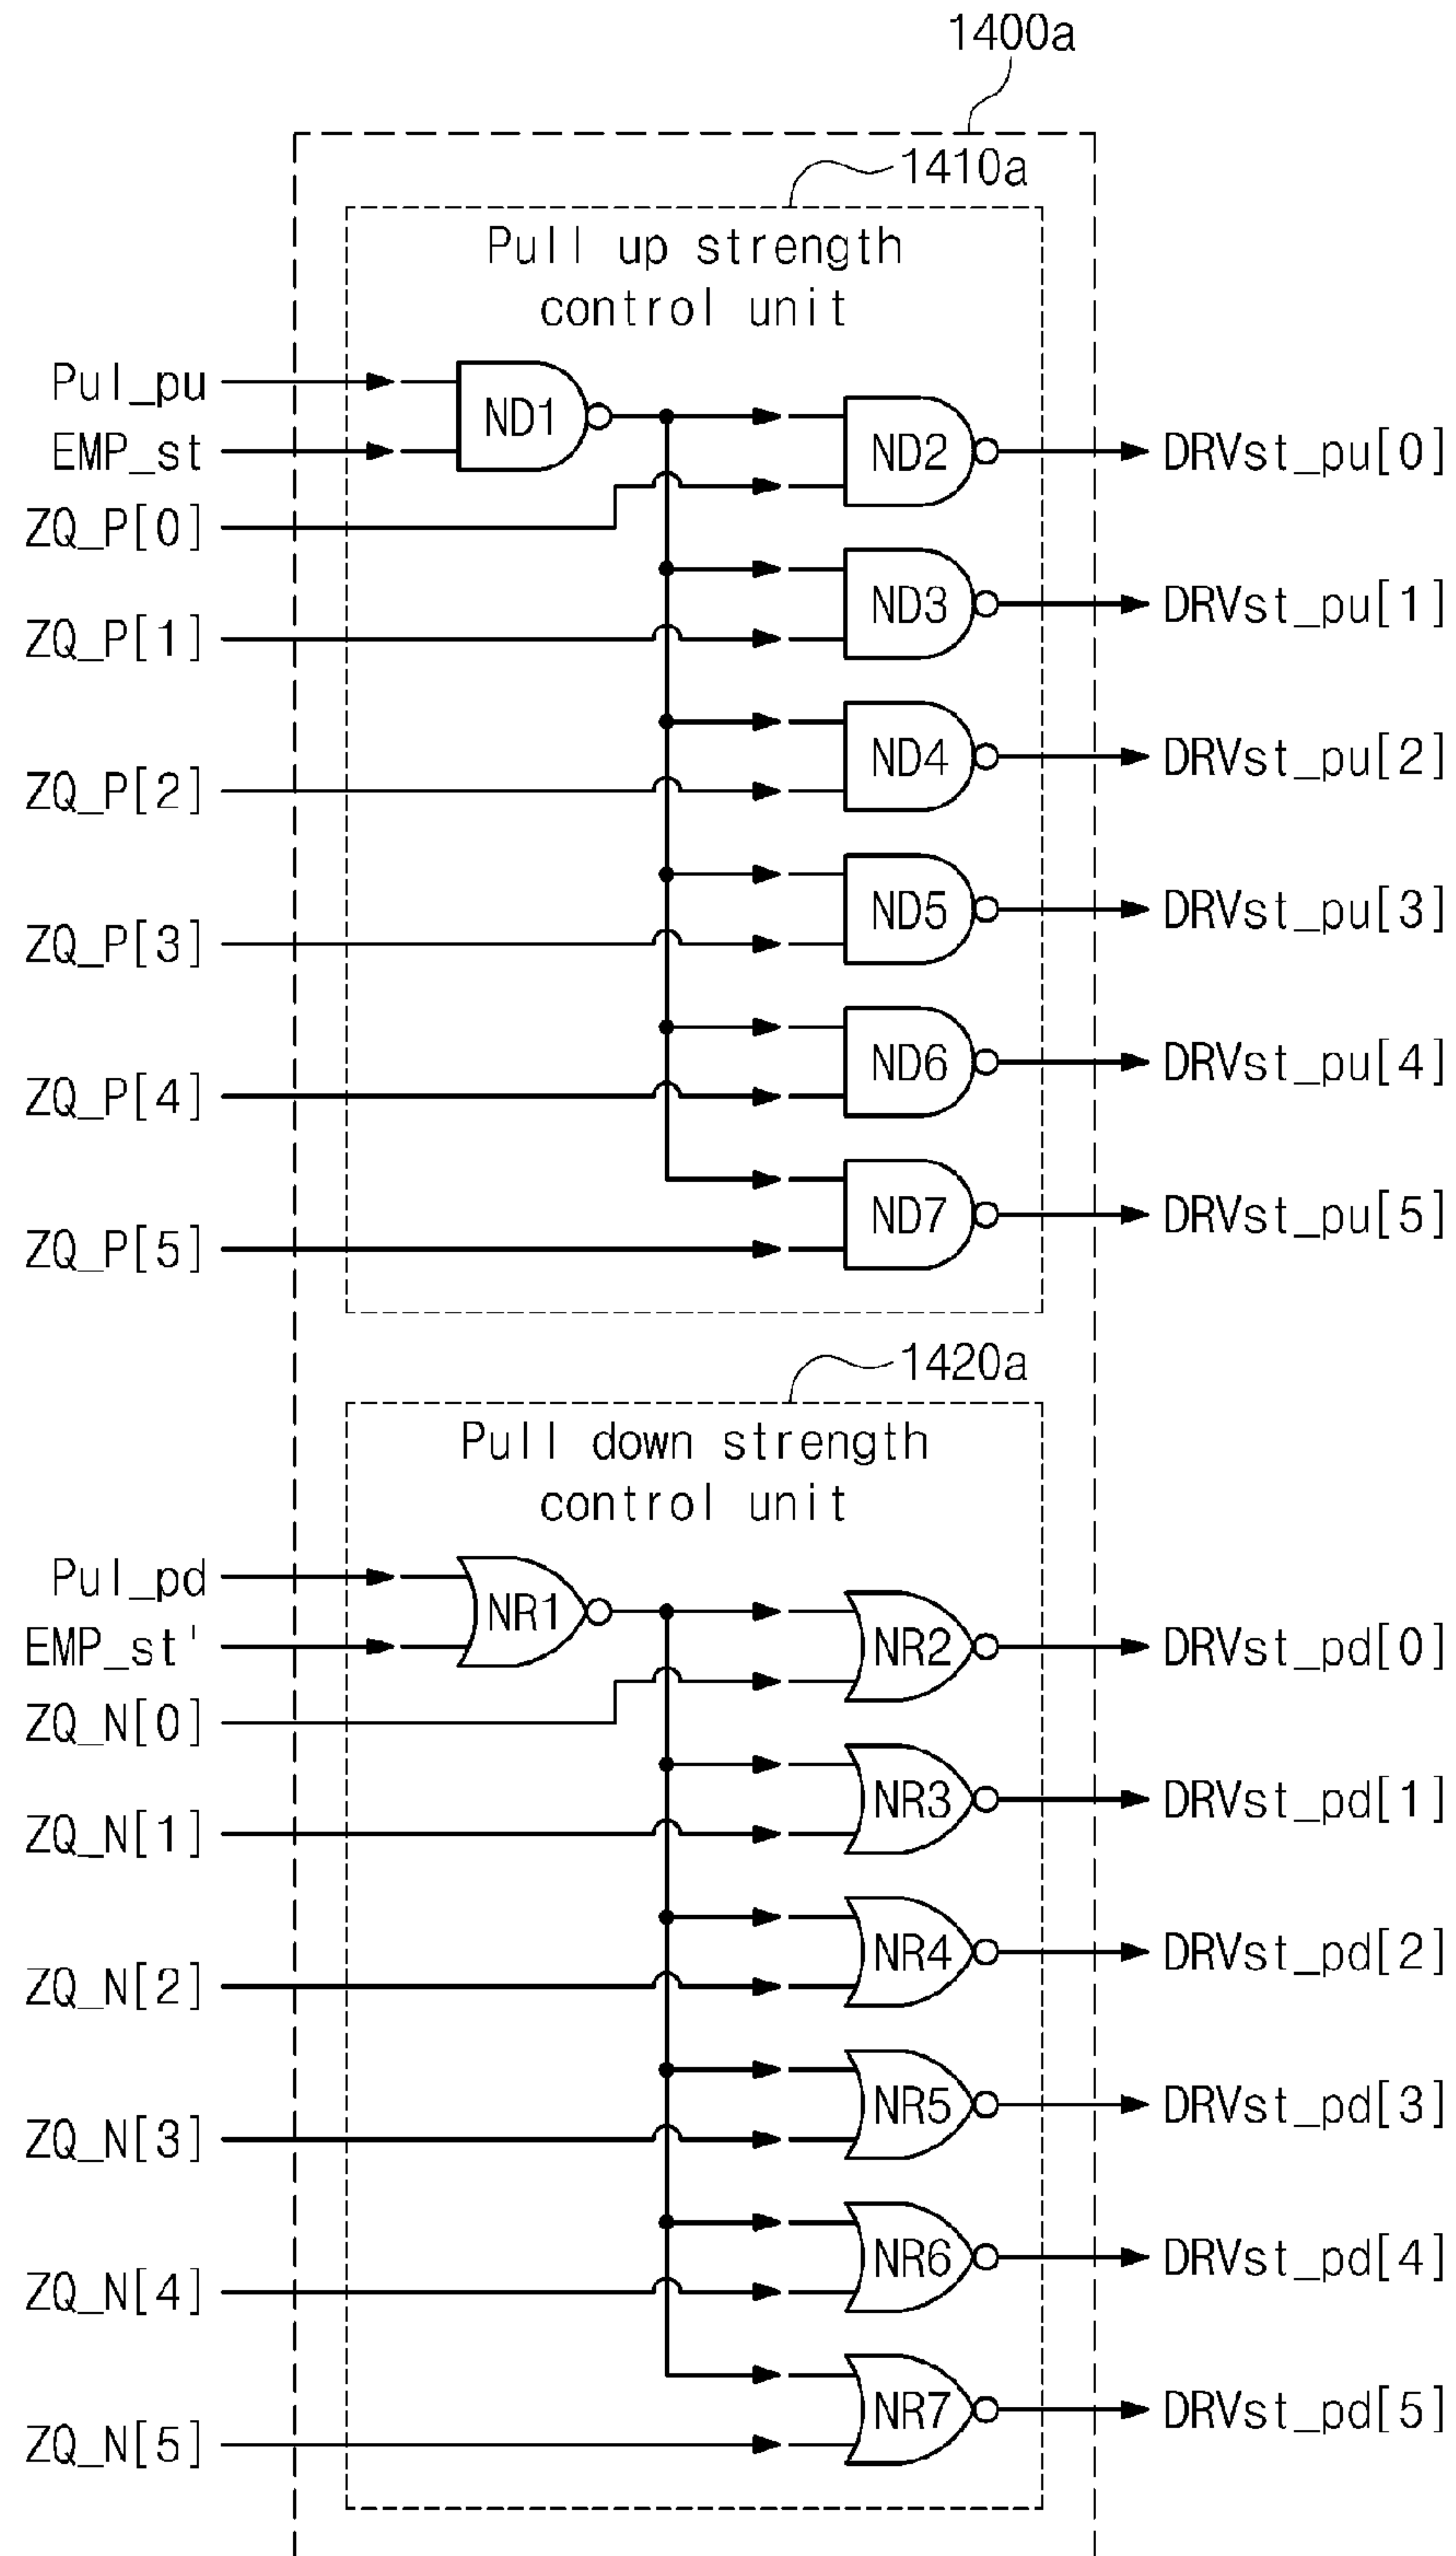 1400a
1410a
Pull up strength
control unit
Pul_pu
EMP_st
ZQ_P[0]
ZQ_P[1]
ZQ_P[2]
ZQ_P[3]
ZQ_P[4]
ZQ_P[5]
ND1
ND2
ND3
ND4
ND5
ND6
ND7
DRVst_pu[0]
DRVst_pu[1]
DRVst_pu[2]
DRVst_pu[3]
DRVst_pu[4]
DRVst_pu[5]
1420a
Pull down strength
control unit
Pul_pd
EMP_st'
ZQ_N[0]
ZQ_N[1]
ZQ_N[2]
ZQ_N[3]
ZQ_N[4]
ZQ_N[5]
NR1
NR2
NR3
NR4
NR5
NR6
NR7
DRVst_pd[0]
DRVst_pd[1]
DRVst_pd[2]
DRVst_pd[3]
DRVst_pd[4]
DRVst_pd[5]